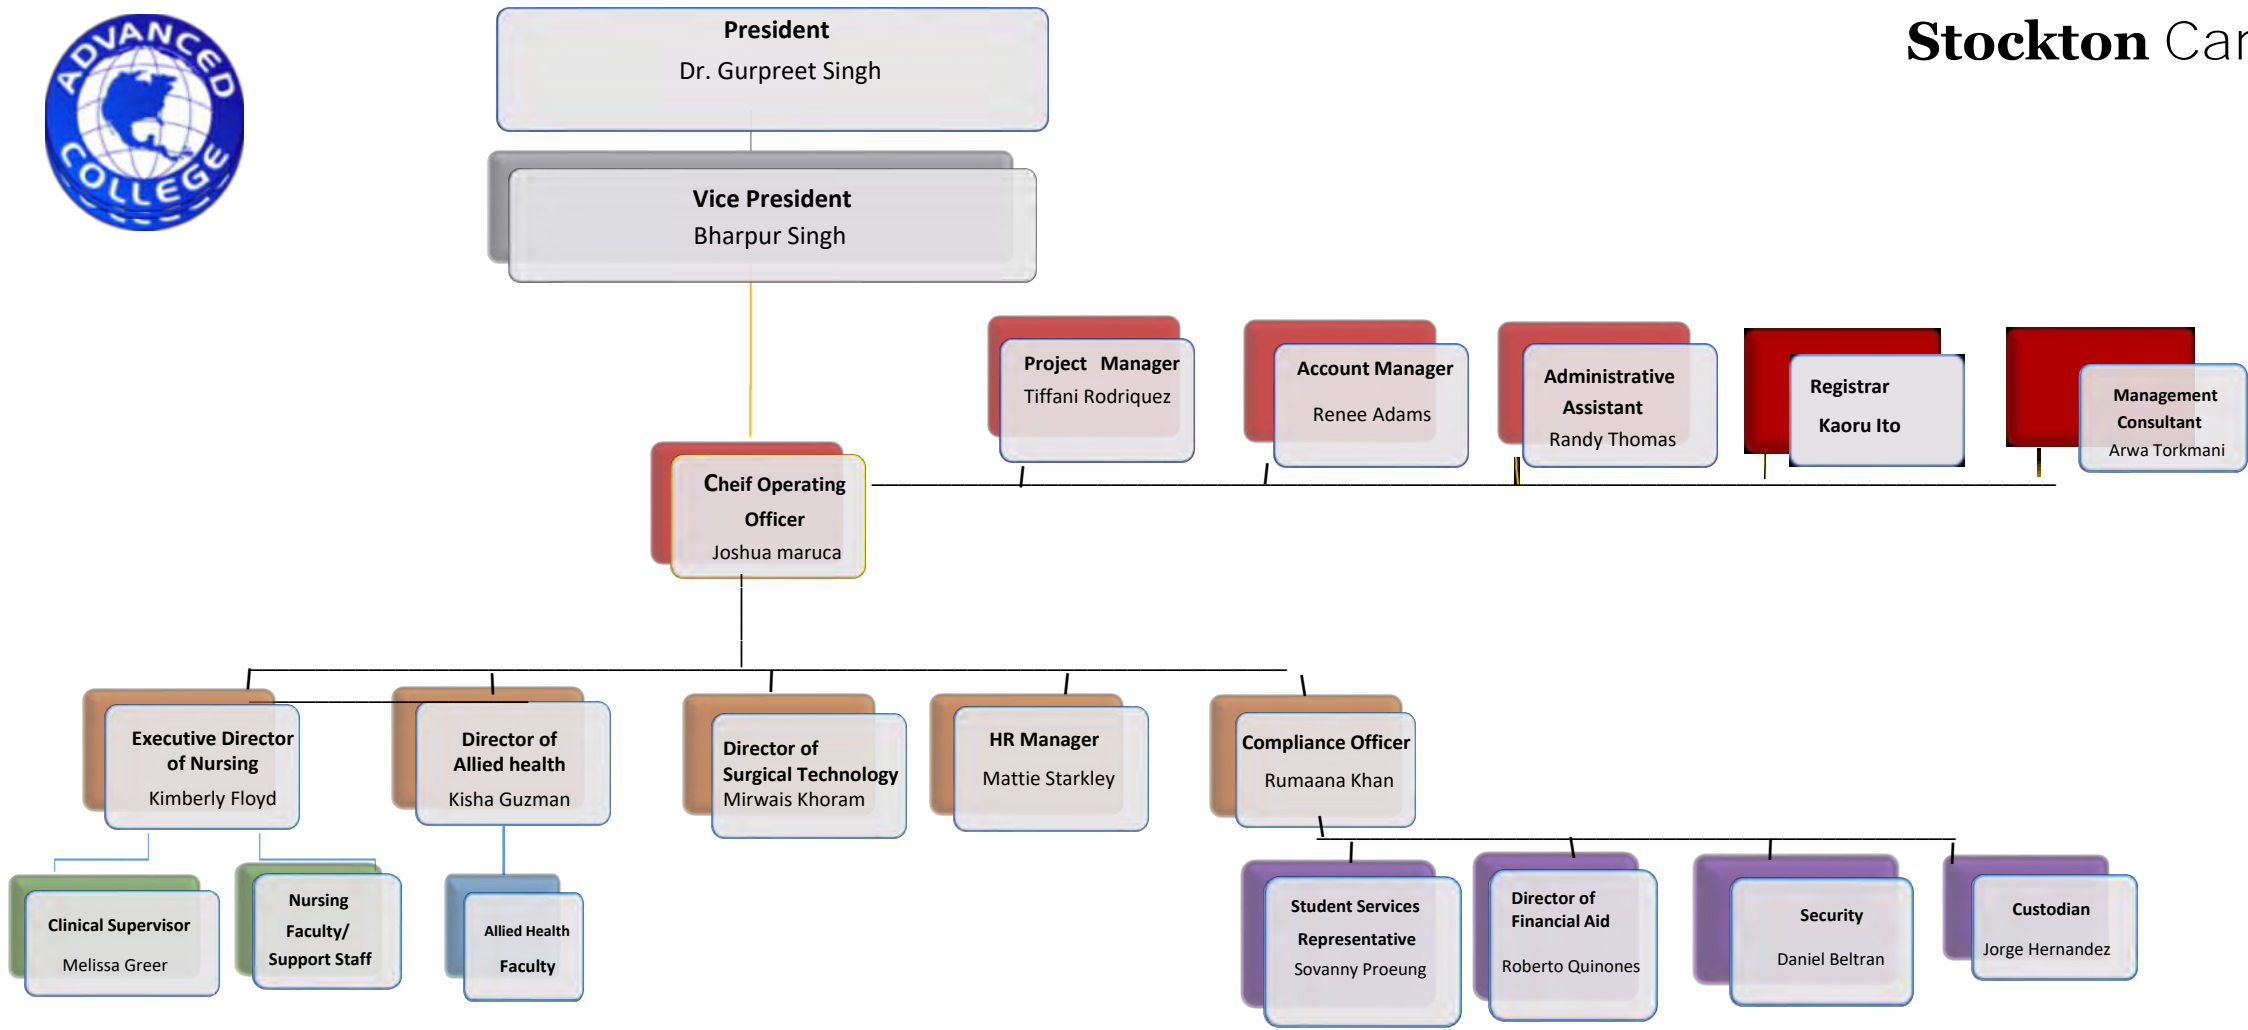 ADVANCED
COLLEGE
President
Dr. Gurpreet Singh
Stockton Car
Vice President
Bharpur Singh
Project Manager
Tiffani Rodriquez
Account Manager
Renee Adams
Administrative
Assistant
Randy Thomas
Registrar
Kaoru Ito
Management
Consultant
Arwa Torkmani
Cheif Operating
Officer
Joshua maruca
Executive Director
of Nursing
Kimberly Floyd
Director of
Allied health
Kisha Guzman
Director of
Surgical Technology
Mirwais Khoram
HR Manager
Mattie Starkley
Compliance Officer
Rumaana Khan
Clinical Supervisor
Melissa Greer
Nursing
Faculty/
Support Staff
Allied Health
Faculty
Student Services
Representative
Sovanny Proeung
Director of
Financial Aid
Roberto Quinones
Security
Daniel Beltran
Custodian
Jorge Hernandez